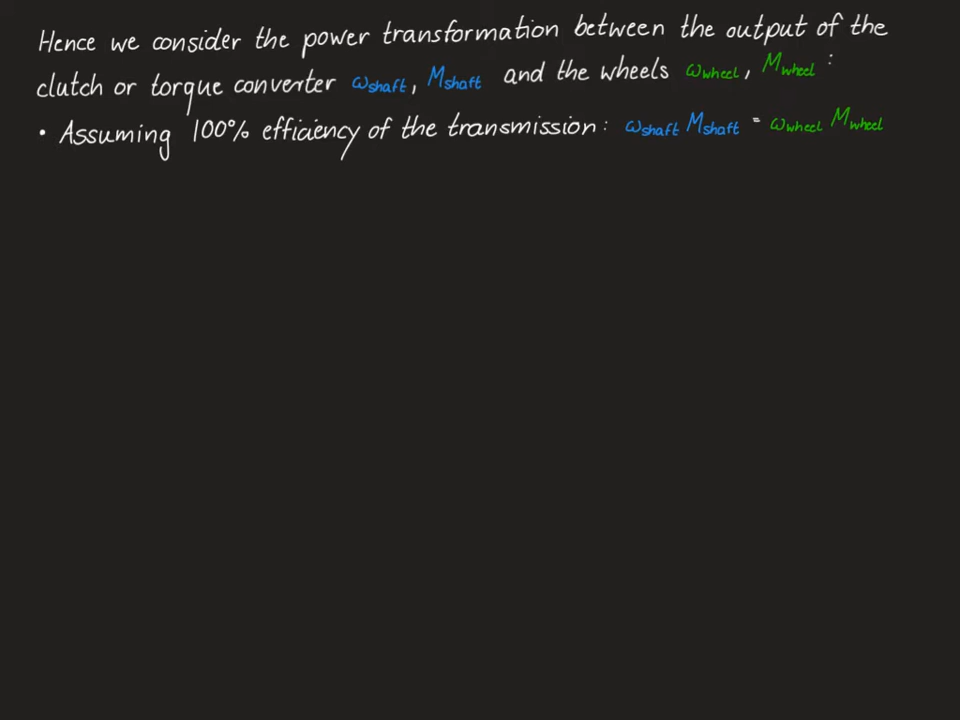 Hence we consider the power transformation between the output of the
clutch or torque converter ωshaft, Mshaft and the wheels ωwheel, Mwheel :
• Assuming 100% efficiency of the transmission: ωshaft Mshaft = ωwheel Mwheel